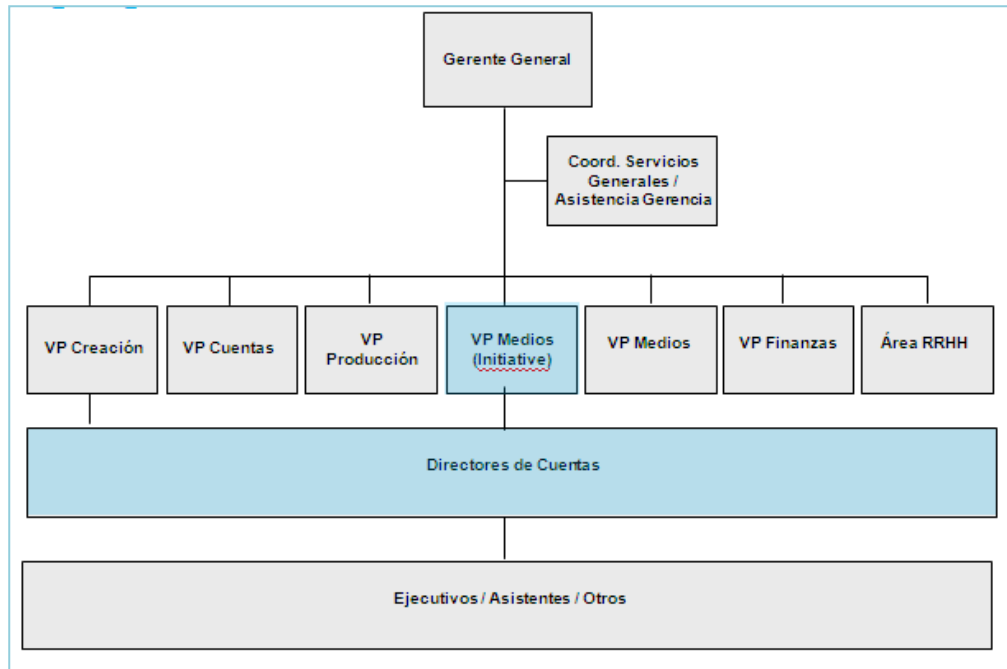 Gerente General
Coord. Servicios
Generales /
Asistencia Gerencia
VP Creación
VP Cuentas
VP
Producción
VP Medios
(Initiative)
VP Medios
VP Finanzas
Área RRHH
Directores de Cuentas
Ejecutivos / Asistentes / Otros